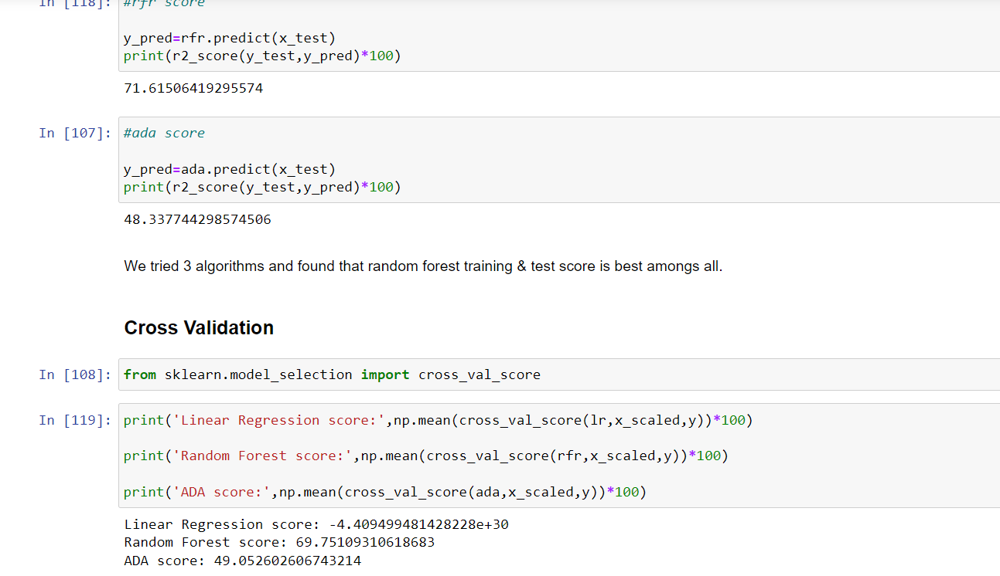 In [118]: #rfr score
y_pred=rfr.predict(x_test)
print(r2_score(y_test,y_pred)*100)
71.61506419295574
In [107]: #ada score
y_pred=ada.predict(x_test)
print(r2_score(y_test,y_pred)*100)
48.337744298574506
We tried 3 algorithms and found that random forest training & test score is best amongs all.
Cross Validation
In [108]: from sklearn.model_selection import cross_val_score
In [119]: print('Linear Regression score:',np.mean(cross_val_score(lr,x_scaled,y))*100)
print('Random Forest score:',np.mean(cross_val_score(rfr,x_scaled,y))*100)
print('ADA score:',np.mean(cross_val_score(ada,x_scaled,y))*100)
Linear Regression score: -4.409499481428228e+30
Random Forest score: 69.75109310618683
ADA score: 49.052602606743214